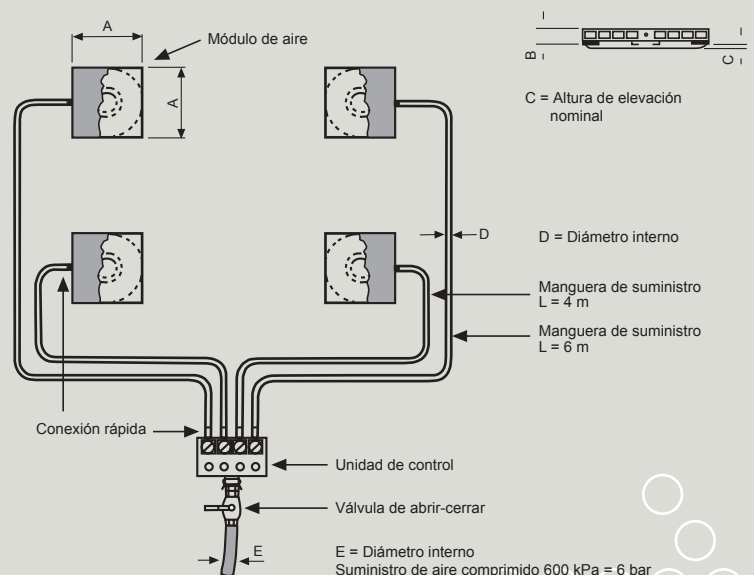 A
Módulo de aire
A
B
C
C = Altura de elevación
nominal
D
D = Diámetro interno
Manguera de suministro
L = 4 m
Manguera de suministro
L = 6 m
Conexión rápida
Unidad de control
Válvula de abrir-cerrar
E
E = Diámetro interno
Suministro de aire comprimido 600 kPa = 6 bar